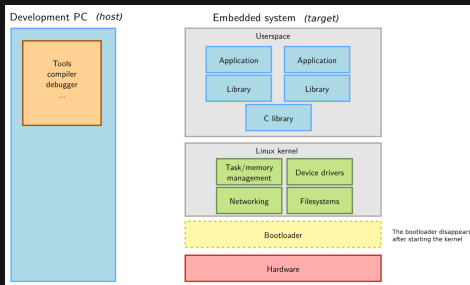 Development PC (host)
Embedded system (target)
Tools
compiler
debugger
...
Userspace
Application
Application
Library
Library
C library
Linux kernel
Task/memory
management
Device drivers
Networking
Filesystems
Bootloader
The bootloader disappears
after starting the kernel
Hardware